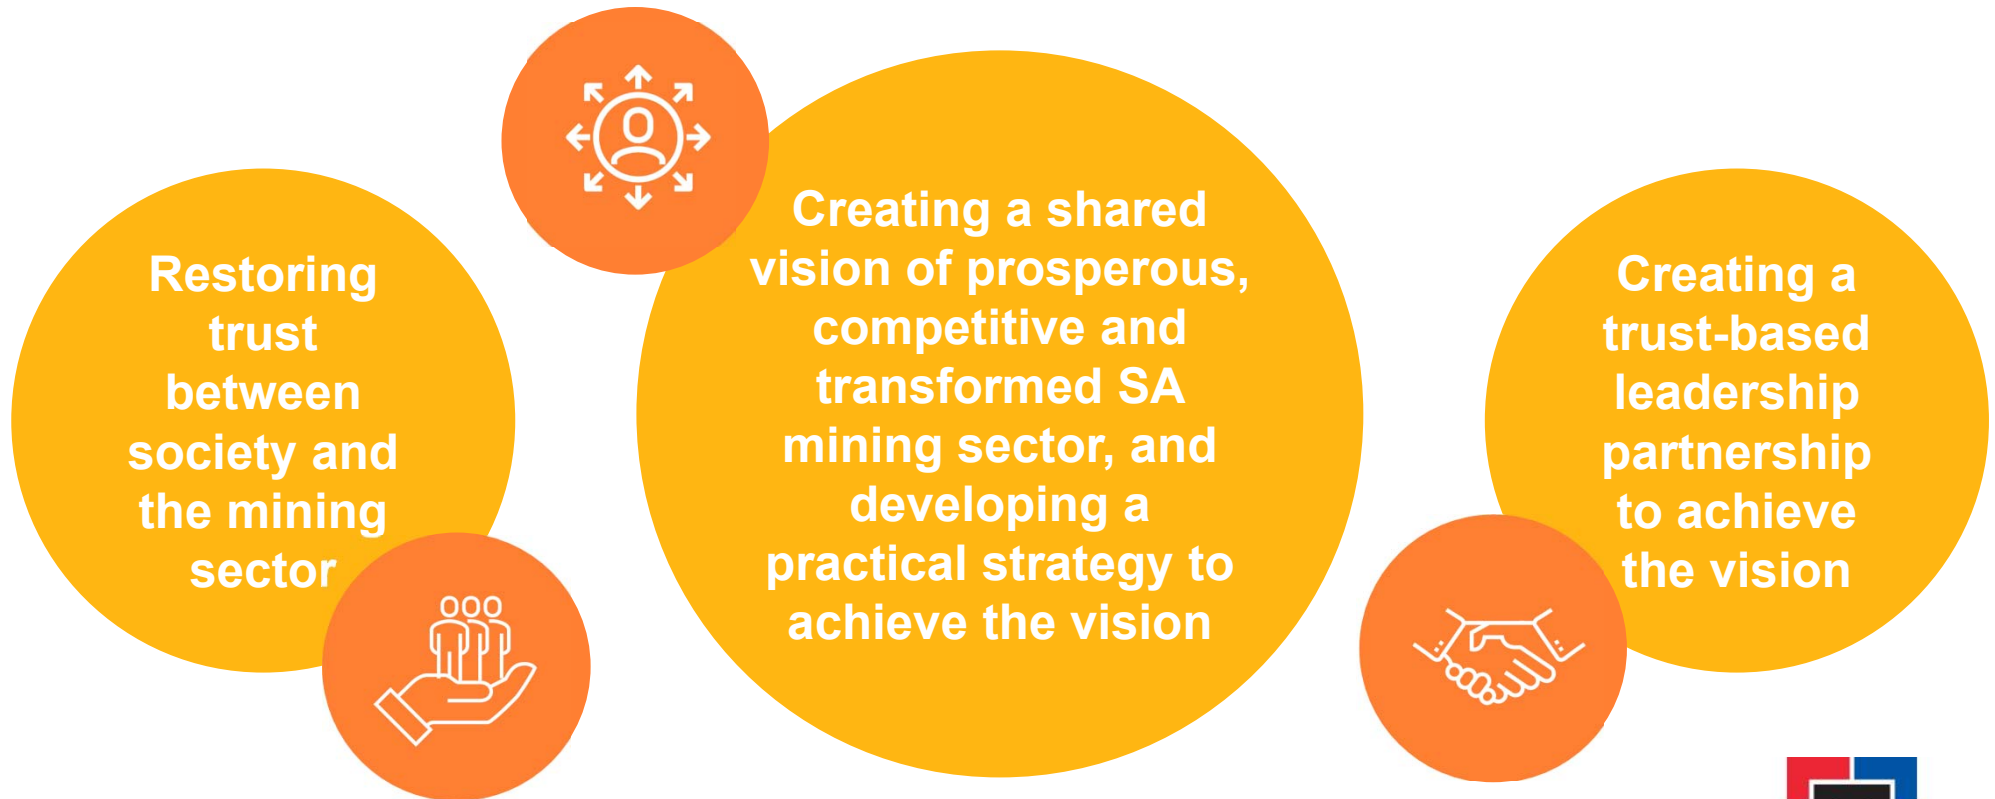 Restoring
trust
between
society and
the mining
sector
Creating a shared
vision of prosperous,
competitive and
transformed SA
mining sector, and
developing a
practical strategy to
achieve the vision
Creating a
trust-based
leadership
partnership
to achieve
the vision